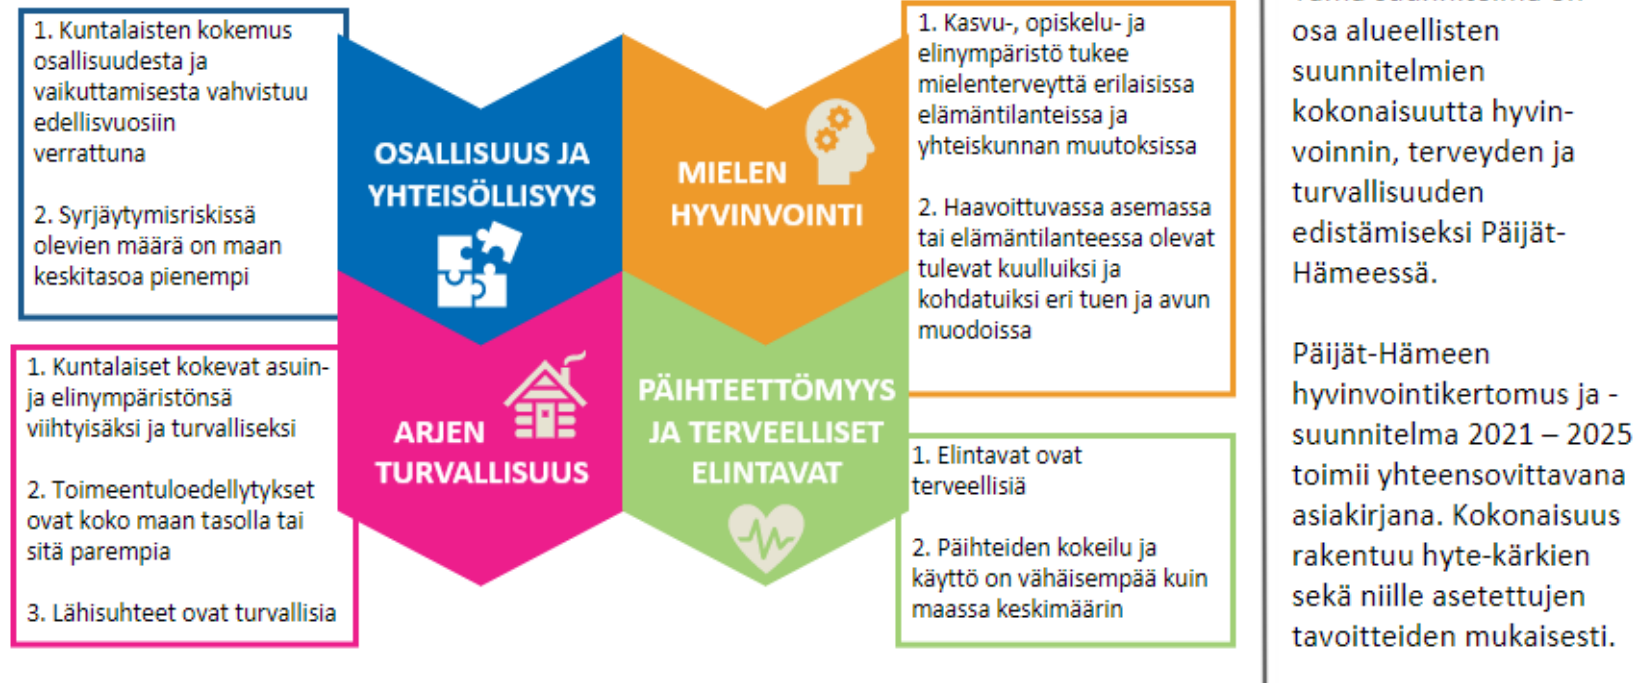 1. Kuntalaisten kokemus
osallisuudesta ja
vaikuttamisesta vahvistuu
edellisvuosiin
verrattuna
2. Syrjäytymisriskissä
olevien määrä on maan
keskitasoa pienempi
OSALLISUUS JA
YHTEISÖLLISYYS
MIELEN
HYVINVOINTI
1. Kasvu-, opiskelu- ja
elinympäristö tukee
mielenterveyttä erilaisissa
elämäntilanteissa ja
yhteiskunnan muutoksissa
2. Haavoittuvassa asemassa
tai elämäntilanteessa olevat
tulevat kuulluiksi ja
kohdatuiksi eri tuen ja avun
muodoissa
1. Kuntalaiset kokevat asuin-
ja elinympäristönsä
viihtyisäksi ja turvalliseksi
2. Toimeentuloedellytykset
ovat koko maan tasolla tai
sitä parempia
3. Lähisuhteet ovat turvallisia
ARJEN
TURVALLISUUS
PÄIHTEETTÖMYYS
JA TERVEELLISET
ELINTAVAT
1. Elintavat ovat
terveellisiä
2. Päihteiden kokeilu ja
käyttö on vähäisempää kuin
maassa keskimäärin
osa alueellisten
suunnitelmien
kokonaisuutta hyvin-
voinnin, terveyden ja
turvallisuuden
edistämiseksi Päijät-
Hämeessä.
Päijät-Hämeen
hyvinvointikertomus ja -
suunnitelma 2021 – 2025
toimii yhteensovittavana
asiakirjana. Kokonaisuus
rakentuu hyte-kärkien
sekä niille asetettujen
tavoitteiden mukaisesti.